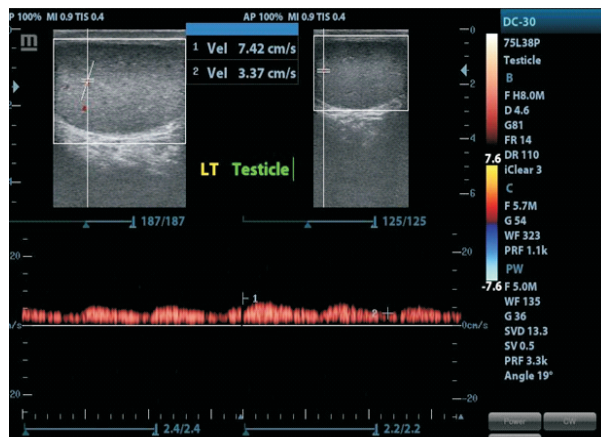 P 100% MI 0.9 TIS 0.4
AP 100% MI 0.9 TIS 0.4
DC-30
m
1 Vel 7.42 cm/s
2 Vel 3.37 cm/s
LT Testicle
75L38P
Testicle
B
F H8.0M
D 4.6
G81
FR 14
DR 110
iClear 3
C
F 5.7M
G 54
WF 323
PRF 1.1k
PW
F 5.0M
WF 135
G 36
SVD 13.3
SV 0.5
PRF 3.3k
Angle 19°
7.6
-7.6
-2
-4
-6
187/187
125/125
20
-20
1
2
/s
0cm/s
20
-20
2.4/2.4
2.2/2.2
Power
CW